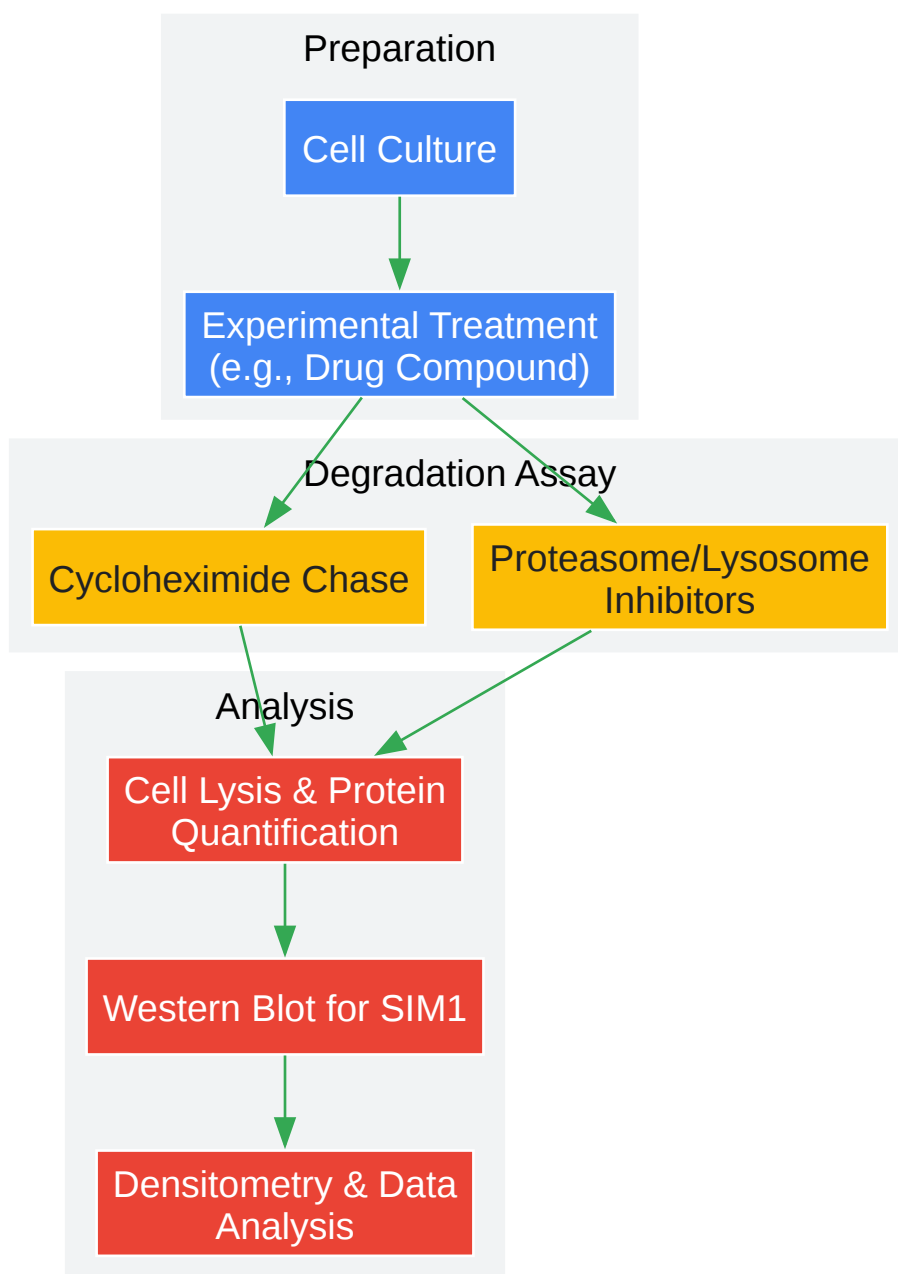 Preparation
Cell Culture
Experimental Treatment
(e.g., Drug Compound)
Degradation Assay
Cycloheximide Chase
Proteasome/Lysosome
Inhibitors
Analysis
Cell Lysis & Protein
Quantification
Western Blot for SIM1
Densitometry & Data
Analysis